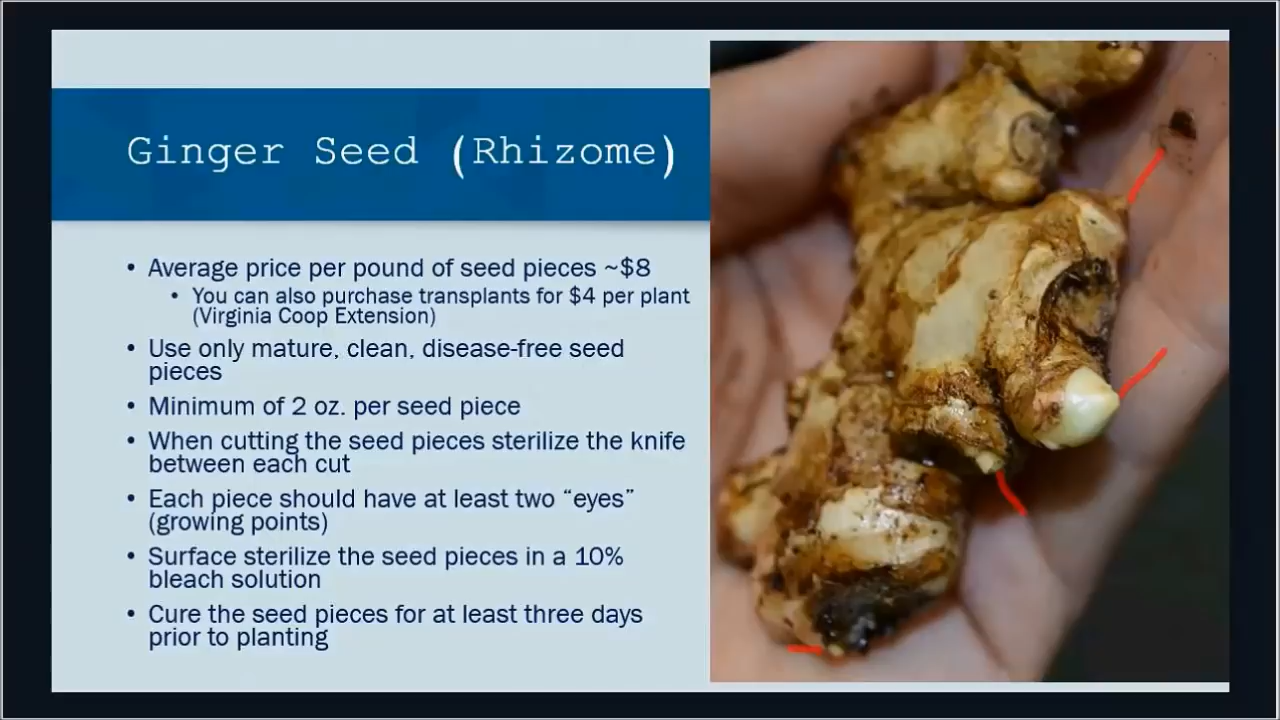 Ginger Seed (Rhizome)
• Average price per pound of seed pieces ~$8
• You can also purchase transplants for $4 per plant
(Virginia Coop Extension)
• Use only mature, clean, disease-free seed
pieces
• Minimum of 2 oz. per seed piece
• When cutting the seed pieces sterilize the knife
between each cut
• Each piece should have at least two “eyes”
(growing points)
• Surface sterilize the seed pieces in a 10%
bleach solution
• Cure the seed pieces for at least three days
prior to planting